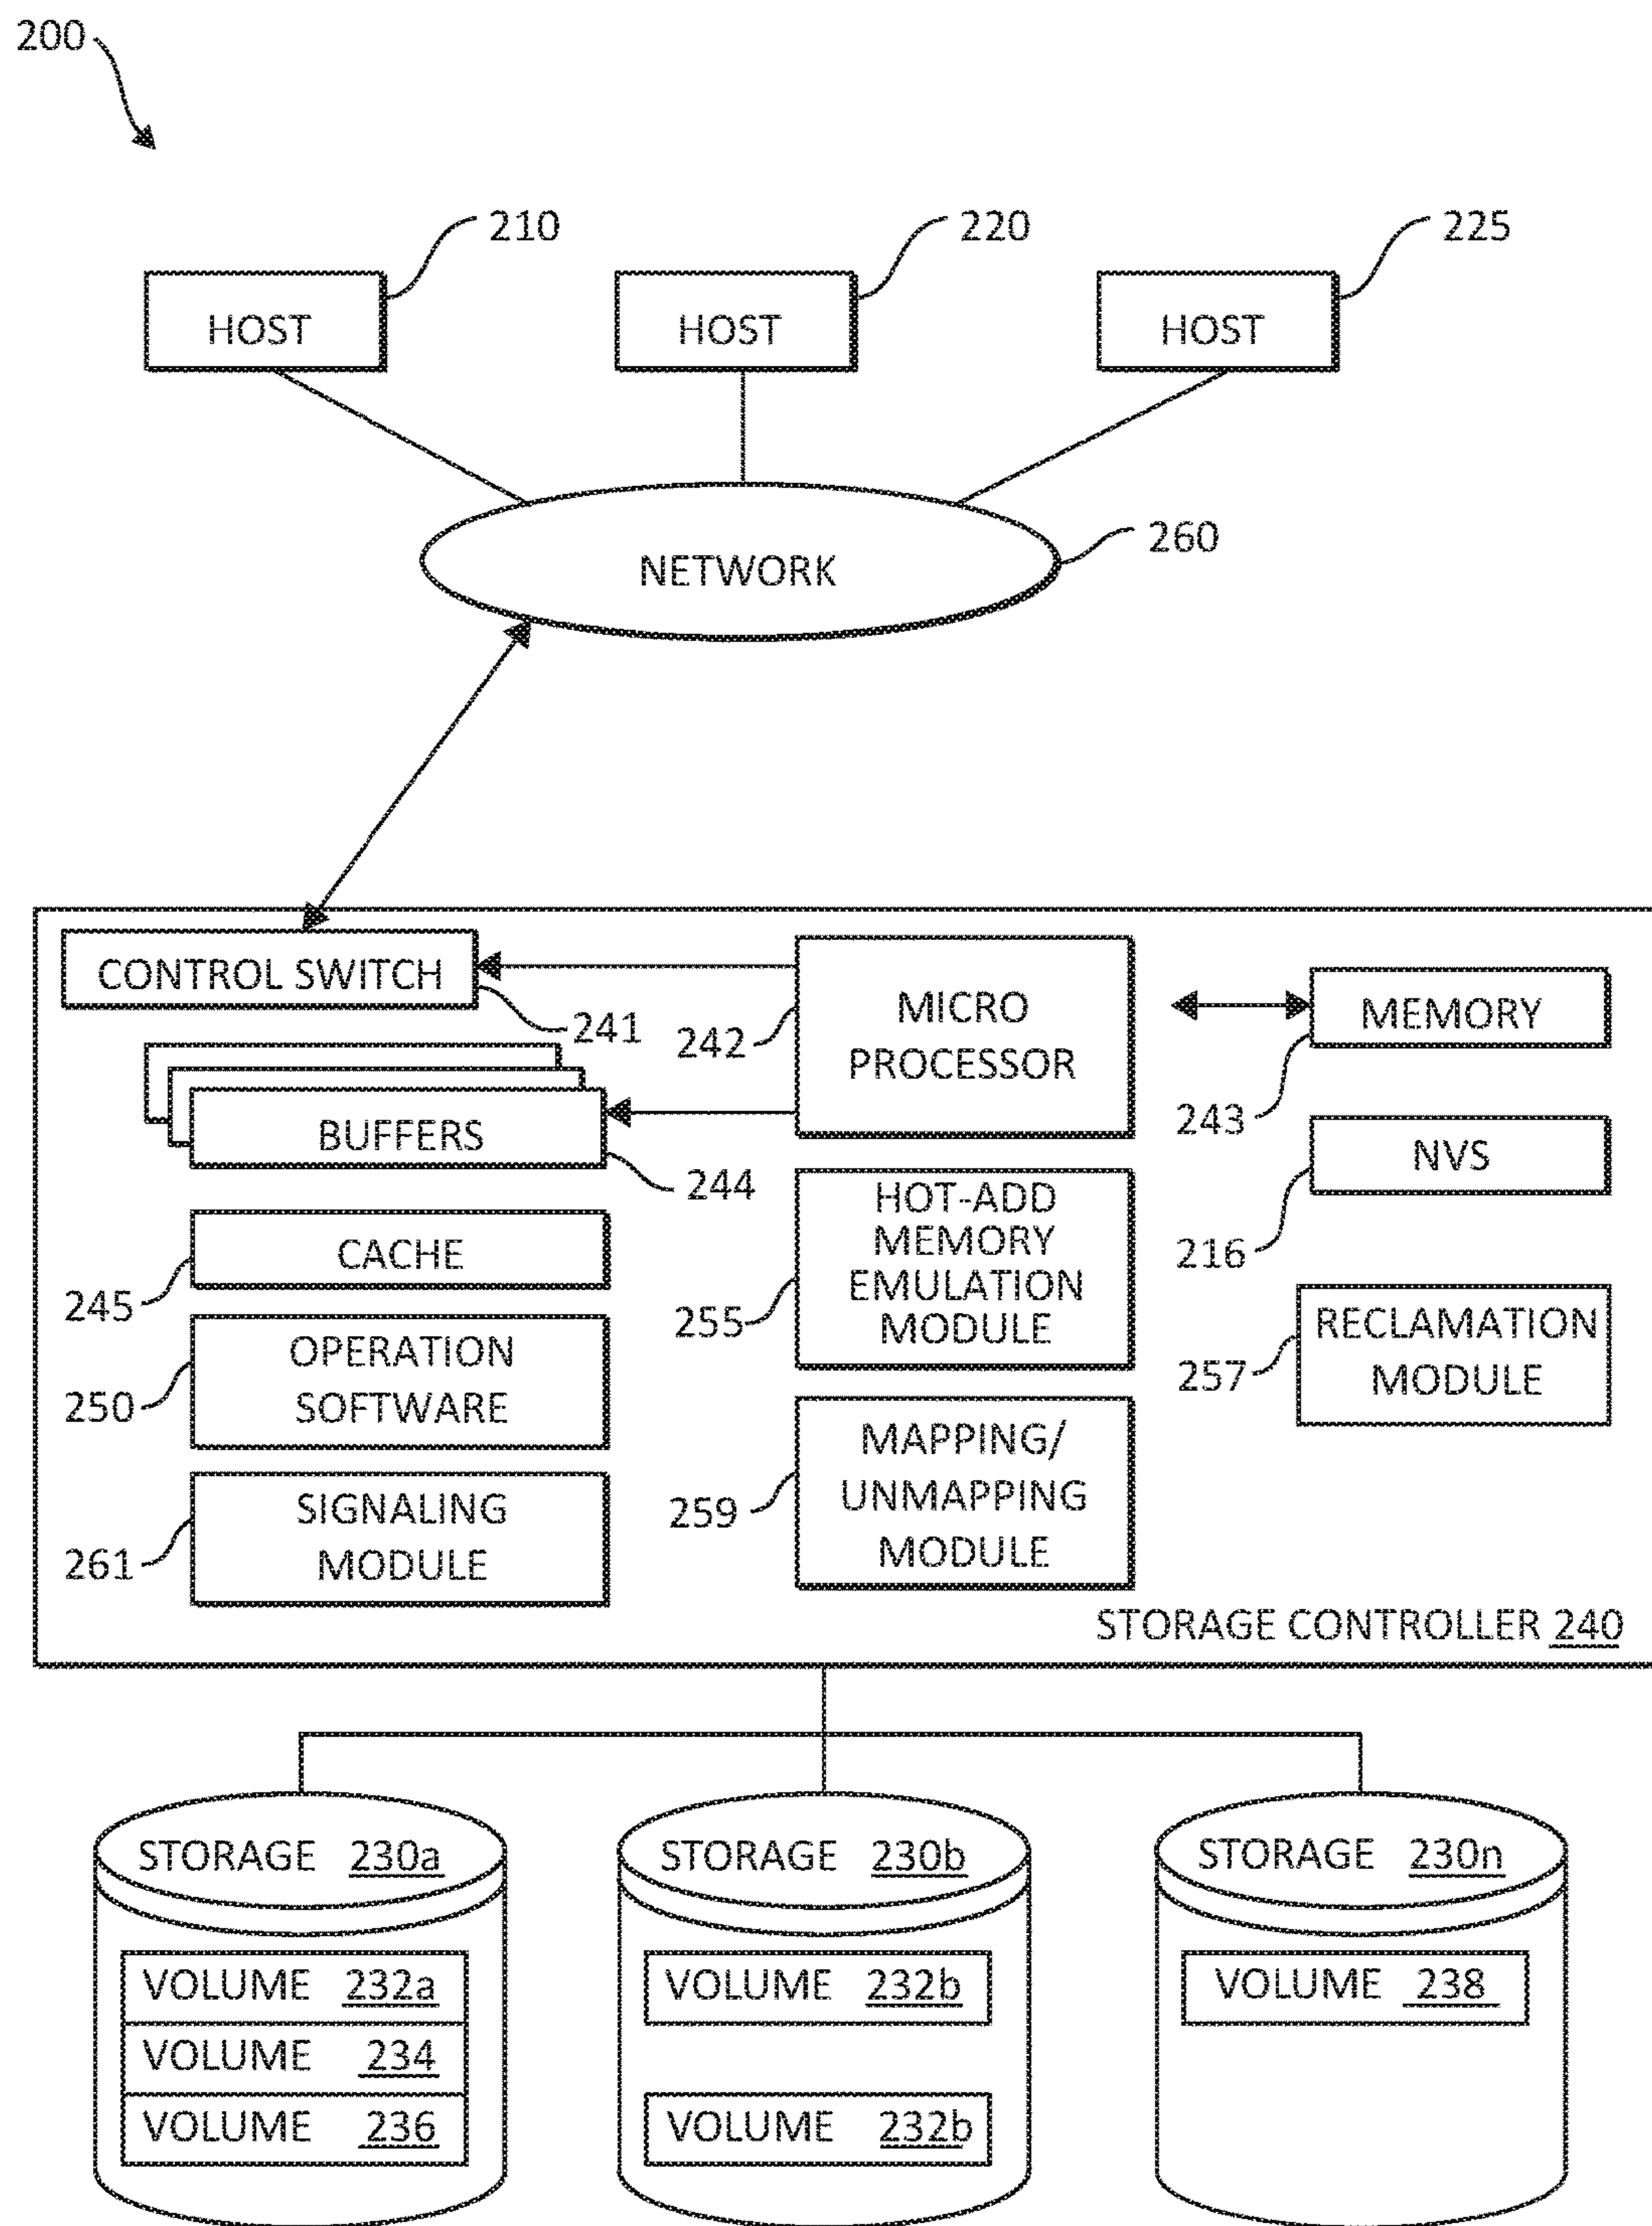 200
210
220
225
HOST
HOST
HOST
260
NETWORK
CONTROL SWITCH
241
242
MICRO
PROCESSOR
MEMORY
243
BUFFERS
244
NVS
216
CACHE
245
HOT-ADD
MEMORY
EMULATION
MODULE
255
RECLAMATION
MODULE
257
OPERATION
SOFTWARE
250
MAPPING/
UNMAPPING
MODULE
259
SIGNALING
MODULE
261
STORAGE CONTROLLER 240
STORAGE 230a
STORAGE 230b
STORAGE 230n
VOLUME 232a
VOLUME 234
VOLUME 236
VOLUME 232b
VOLUME 232b
VOLUME 238